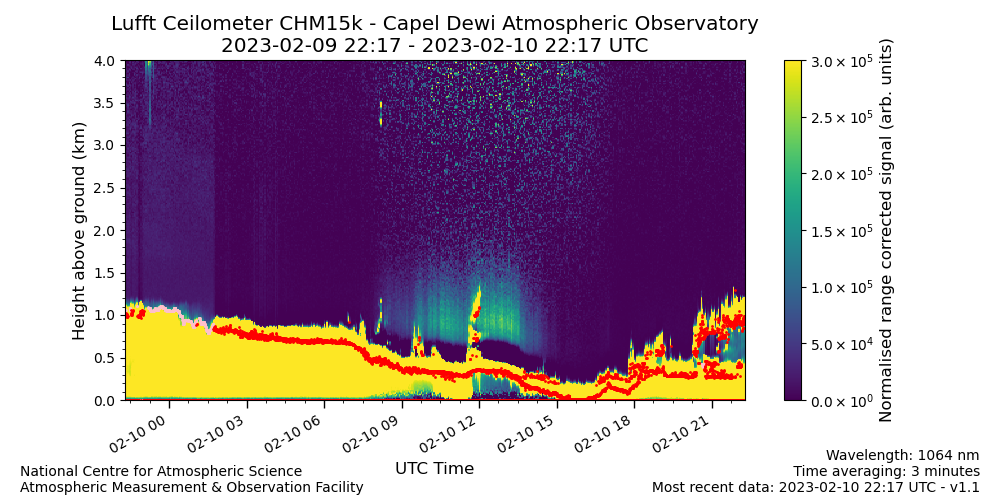 Lufft Ceilometer CHM15k - Capel Dewi Atmospheric Observatory
2023-02-09 22:17 - 2023-02-10 22:17 UTC
Height above ground (km)
4.0
3.5
3.0
2.5
2.0
1.5
1.0
0.5
0.0
02-10 00
02-10 03
02-10 06
02-10 09
02-10 12
02-10 15
02-10 18
02-10 21
UTC Time
3.0 × 10⁵
2.5 × 10⁵
2.0 × 10⁵
1.5 × 10⁵
1.0 × 10⁵
5.0 × 10⁴
0.0 × 10⁰
Normalised range corrected signal (arb. units)
National Centre for Atmospheric Science
Atmospheric Measurement & Observation Facility
Wavelength: 1064 nm
Time averaging: 3 minutes
Most recent data: 2023-02-10 22:17 UTC - v1.1